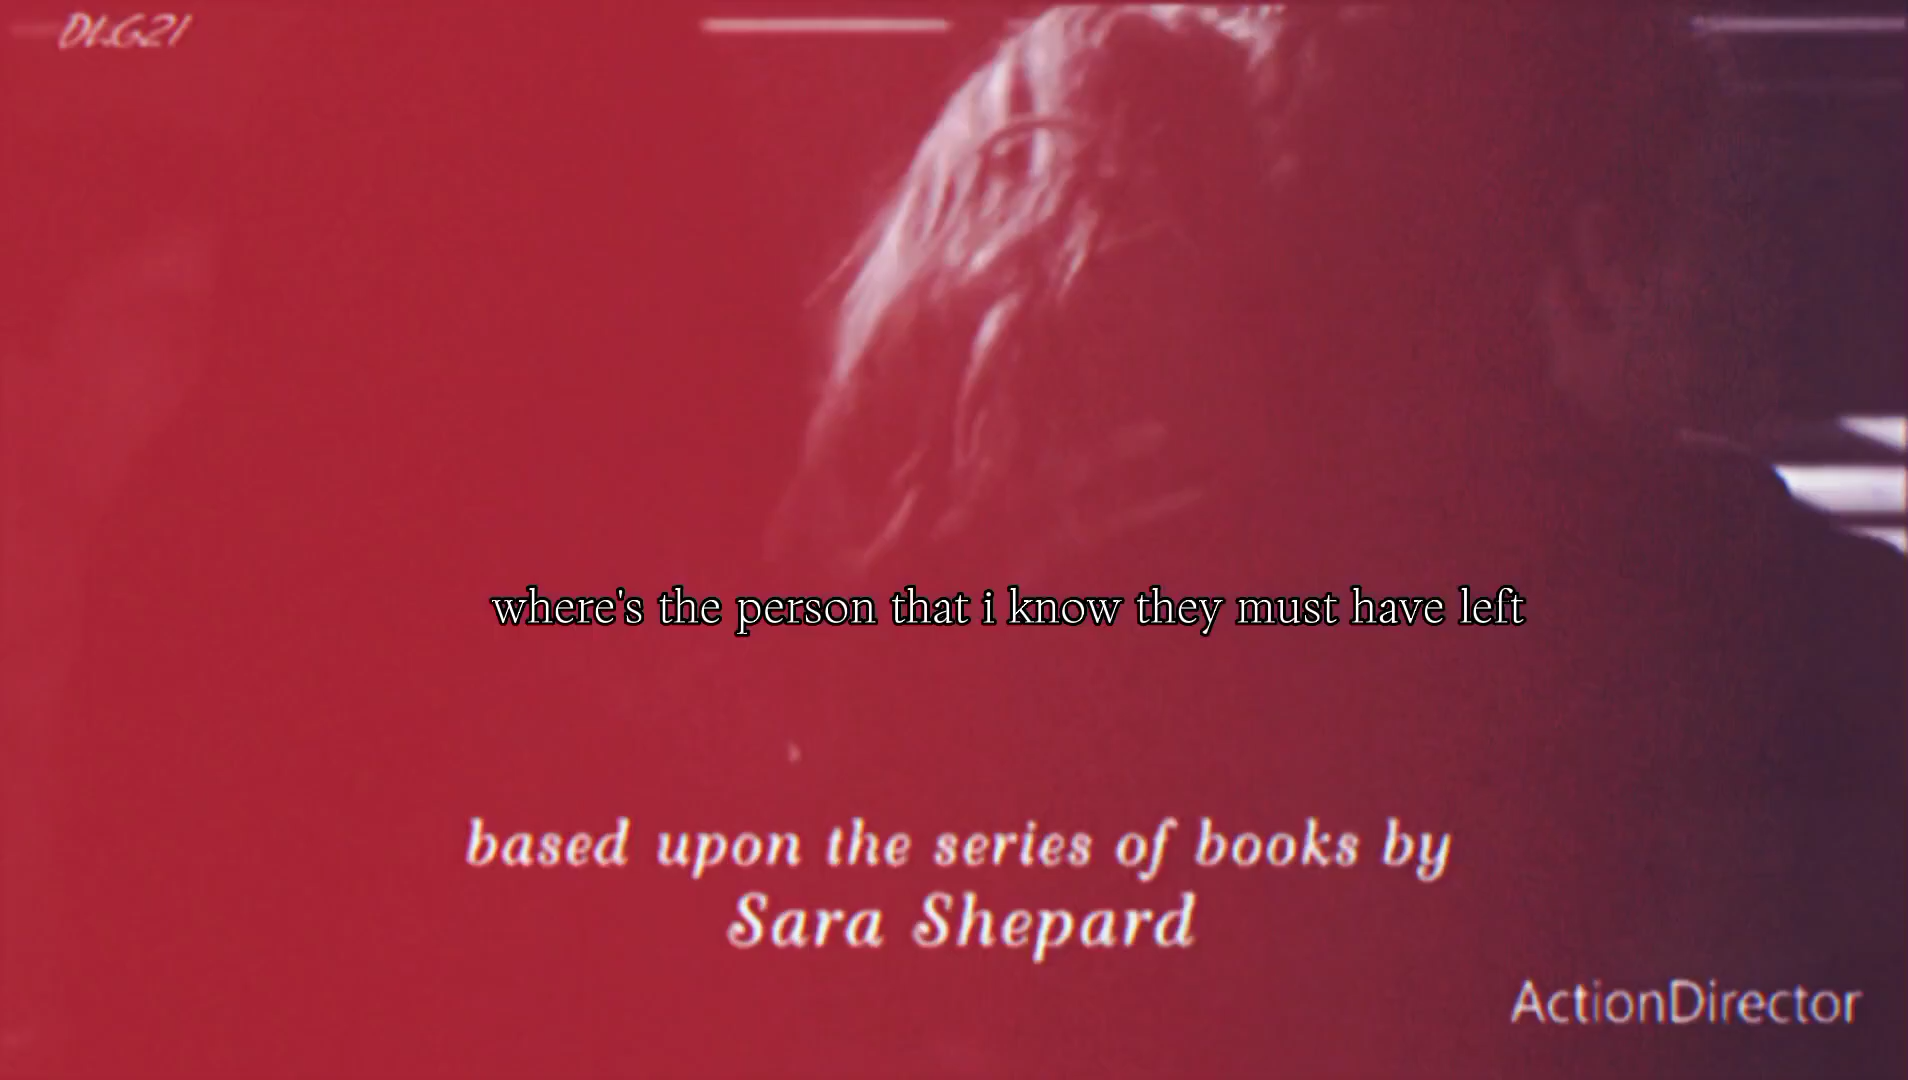 DLG21
where's the person that i know they must have left
based upon the series of books by
Sara Shepard
ActionDirector